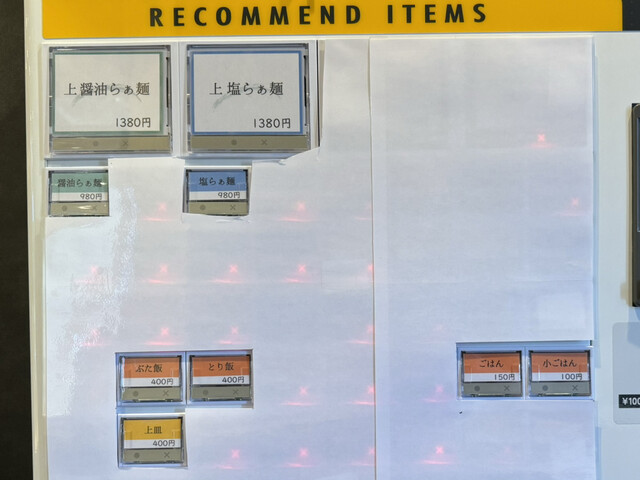 RECOMMEND ITEMS
上 醤油らぁ麺
1380円
上 塩らぁ麺
1380円
醤油らぁ麺
980円
塩らぁ麺
980円
ぶた飯
400円
とり飯
400円
ごはん
150円
小ごはん
100円
上皿
400円